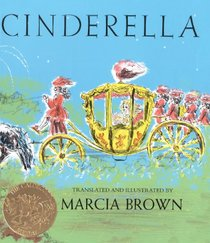 CINDERELLA
TRANSLATED AND ILLUSTRATED BY
MARCIA BROWN